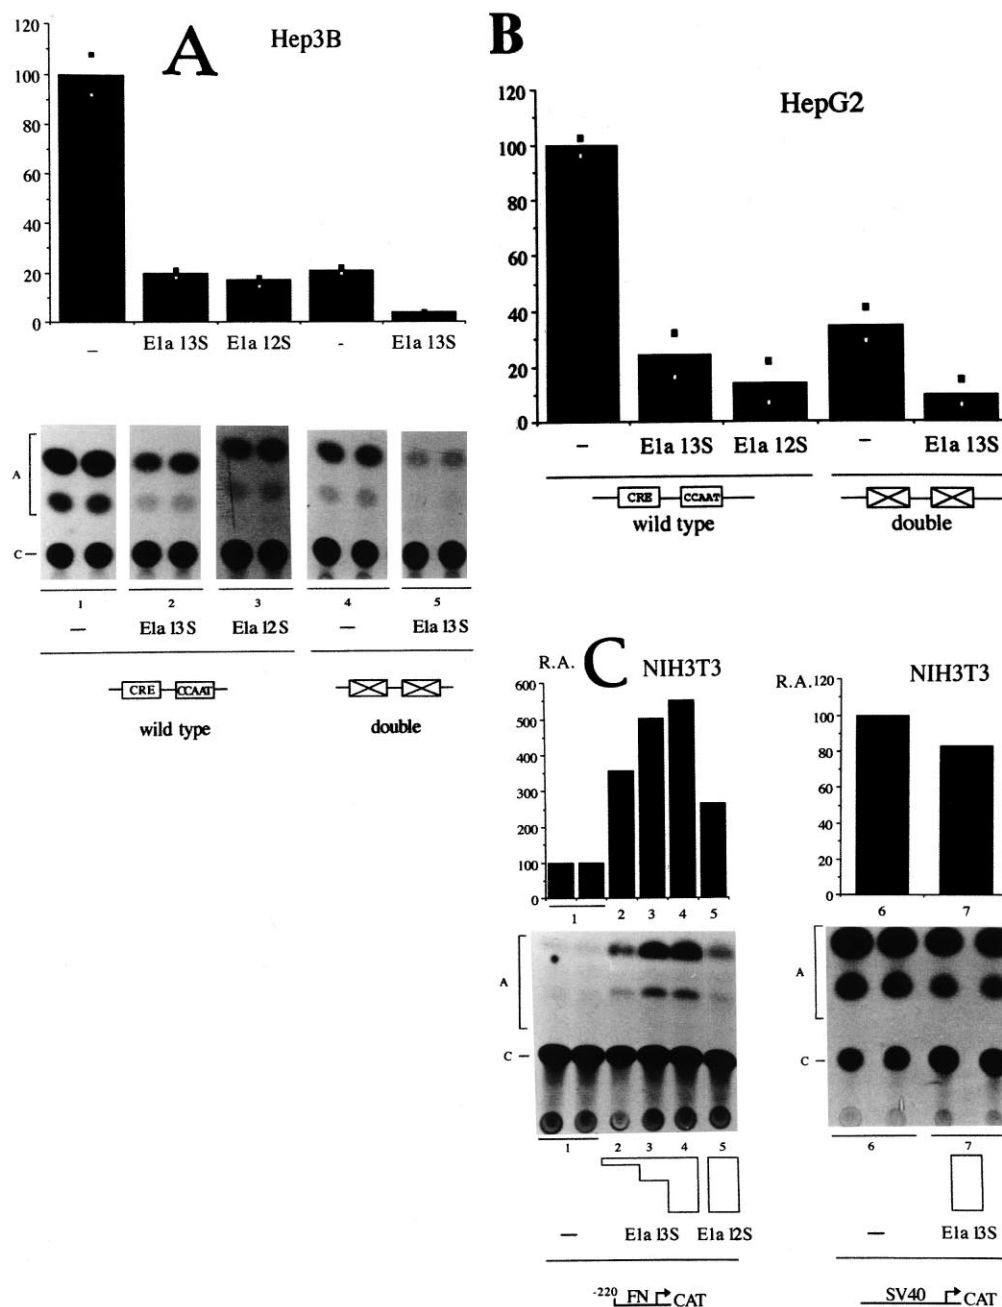 A
Hep3B
120
100
80
60
40
20
0
–
E1a 13S
E1a 12S
-
E1a 13S
A
C –
1
2
3
4
5
–
E1a 13S
E1a 12S
–
E1a 13S
CRE
CCAAT
wild type
double
B
HepG2
120
100
80
60
40
20
0
–
E1a 13S
E1a 12S
–
E1a 13S
CRE
CCAAT
wild type
double
C
R.A.
NIH3T3
600
500
400
300
200
100
0
1
2
3
4
5
A
C –
1
2
3
4
5
–
E1a 13S
E1a 12S
-220 FN CAT
R.A.
NIH3T3
120
100
80
60
40
20
0
6
7
A
C –
6
7
–
E1a 13S
SV40 CAT